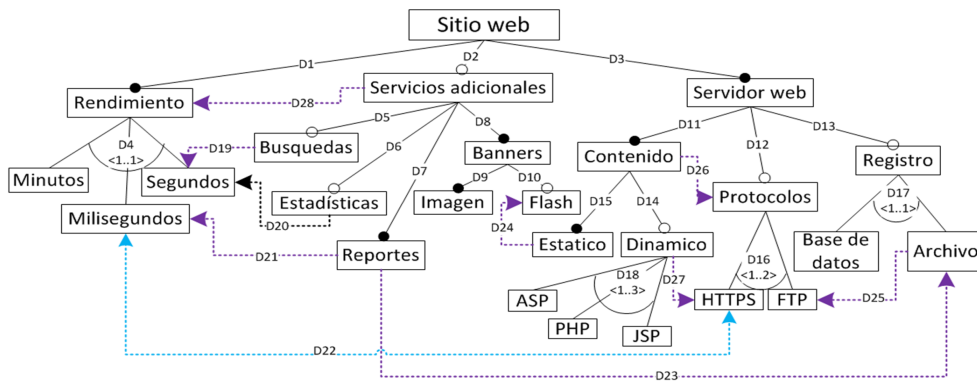 Sitio web
D1
D2
D3
Rendimiento
D28
Servicios adicionales
Servidor web
D4
<1..1>
D19
D5
D6
D7
D8
D11
D12
D13
Busquedas
Banners
Contenido
D26
Registro
Minutos
Segundos
D9
D10
Protocolos
D17
<1..1>
Estadísticas
Imagen
Flash
D15
D14
Milisegundos
D20
D24
Estatico
Dinamico
Base de
datos
Archivo
D21
Reportes
D18
<1..3>
D27
D16
<1..2>
ASP
PHP
JSP
HTTPS
FTP
D25
D22
D23